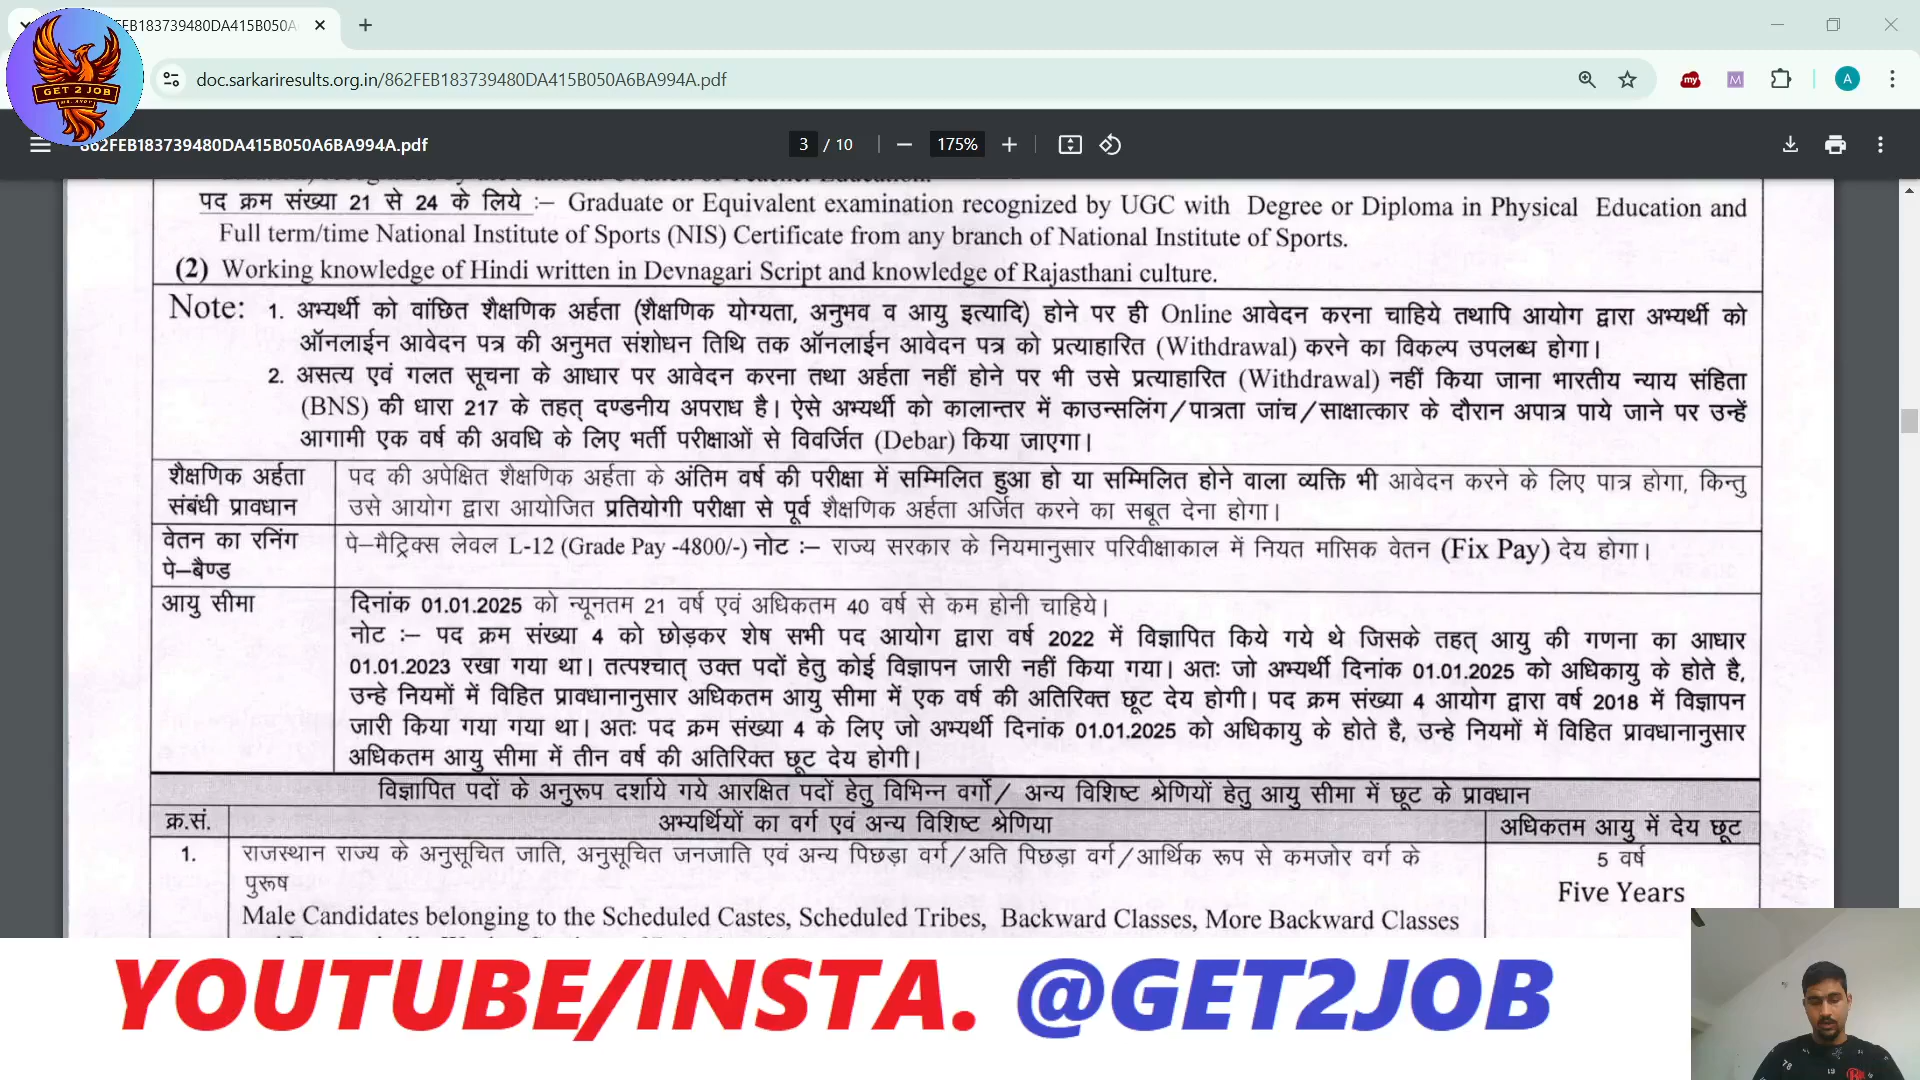 FEB183739480DA415B050A
doc.sarkariresults.org.in/862FEB183739480DA415B050A6BA994A.pdf
A
GET 2 JOB
862FEB183739480DA415B050A6BA994A.pdf
3 / 10
175%
पद क्रम संख्या 21 से 24 के लिये :– Graduate or Equivalent examination recognized by UGC with Degree or Diploma in Physical Education and
Full term/time National Institute of Sports (NIS) Certificate from any branch of National Institute of Sports.
(2) Working knowledge of Hindi written in Devnagari Script and knowledge of Rajasthani culture.
Note: 1. अभ्यर्थी को वांछित शैक्षणिक अर्हता (शैक्षणिक योग्यता, अनुभव व आयु इत्यादि) होने पर ही Online आवेदन करना चाहिये तथापि आयोग द्वारा अभ्यर्थी को
ऑनलाईन आवेदन पत्र की अनुमत संशोधन तिथि तक ऑनलाईन आवेदन पत्र को प्रत्याहारित (Withdrawal) करने का विकल्प उपलब्ध होगा।
2. असत्य एवं गलत सूचना के आधार पर आवेदन करना तथा अर्हता नहीं होने पर भी उसे प्रत्याहारित (Withdrawal) नहीं किया जाना भारतीय न्याय संहिता
(BNS) की धारा 217 के तहत् दण्डनीय अपराध है। ऐसे अभ्यर्थी को कालान्तर में काउन्सलिंग/पात्रता जांच/साक्षात्कार के दौरान अपात्र पाये जाने पर उन्हें
आगामी एक वर्ष की अवधि के लिए भर्ती परीक्षाओं से विवर्जित (Debar) किया जाएगा।
शैक्षणिक अर्हता
संबंधी प्रावधान
पद की अपेक्षित शैक्षणिक अर्हता के अंतिम वर्ष की परीक्षा में सम्मिलित हुआ हो या सम्मिलित होने वाला व्यक्ति भी आवेदन करने के लिए पात्र होगा, किन्तु
उसे आयोग द्वारा आयोजित प्रतियोगी परीक्षा से पूर्व शैक्षणिक अर्हता अर्जित करने का सबूत देना होगा।
वेतन का रनिंग
पे–बैण्ड
पे–मैट्रिक्स लेवल L-12 (Grade Pay -4800/-) नोट :– राज्य सरकार के नियमानुसार परिवीक्षाकाल में नियत मासिक वेतन (Fix Pay) देय होगा।
आयु सीमा
दिनांक 01.01.2025 को न्यूनतम 21 वर्ष एवं अधिकतम 40 वर्ष से कम होनी चाहिये।
नोट :– पद क्रम संख्या 4 को छोड़कर शेष सभी पद आयोग द्वारा वर्ष 2022 में विज्ञापित किये गये थे जिसके तहत् आयु की गणना का आधार
01.01.2023 रखा गया था। तत्पश्चात् उक्त पदों हेतु कोई विज्ञापन जारी नहीं किया गया। अतः जो अभ्यर्थी दिनांक 01.01.2025 को अधिकायु के होते है,
उन्हे नियमों में विहित प्रावधानानुसार अधिकतम आयु सीमा में एक वर्ष की अतिरिक्त छूट देय होगी। पद क्रम संख्या 4 आयोग द्वारा वर्ष 2018 में विज्ञापन
जारी किया गया गया था। अतः पद क्रम संख्या 4 के लिए जो अभ्यर्थी दिनांक 01.01.2025 को अधिकायु के होते है, उन्हे नियमों में विहित प्रावधानानुसार
अधिकतम आयु सीमा में तीन वर्ष की अतिरिक्त छूट देय होगी।
विज्ञापित पदों के अनुरूप दर्शाये गये आरक्षित पदों हेतु विभिन्न वर्गो/ अन्य विशिष्ट श्रेणियों हेतु आयु सीमा में छूट के प्रावधान
क्र.सं.
अभ्यर्थियों का वर्ग एवं अन्य विशिष्ट श्रेणिया
अधिकतम आयु में देय छूट
1.
राजस्थान राज्य के अनुसूचित जाति, अनुसूचित जनजाति एवं अन्य पिछड़ा वर्ग/अति पिछड़ा वर्ग/आर्थिक रूप से कमजोर वर्ग के
पुरूष
Male Candidates belonging to the Scheduled Castes, Scheduled Tribes, Backward Classes, More Backward Classes
5 वर्ष
Five Years
YOUTUBE/INSTA. @GET2JOB